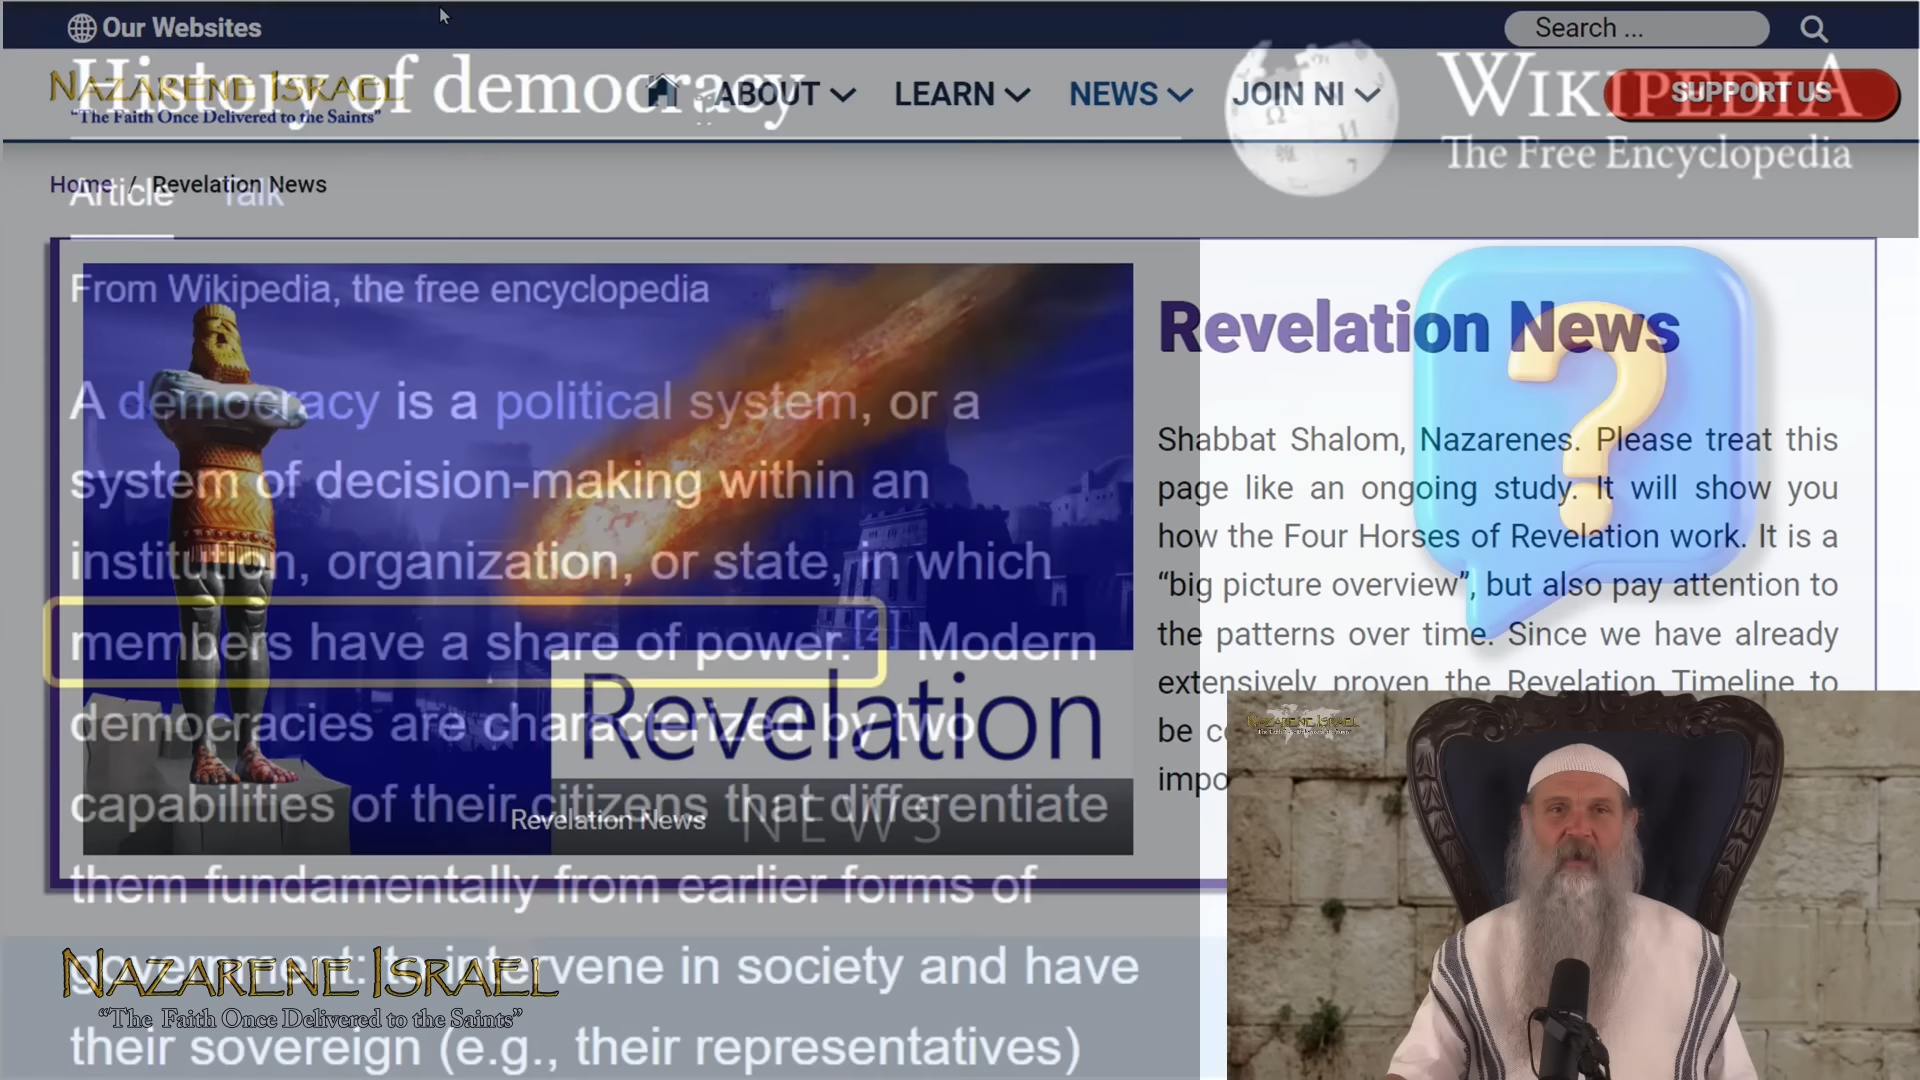 Our Websites
Search ...
NAZARENE ISRAEL
"The Faith Once Delivered to the Saints"
ABOUT
LEARN
NEWS
JOIN NI
SUPPORT US
History of democracy
WIKIPEDIA
The Free Encyclopedia
Home / Revelation News
Article Talk
From Wikipedia, the free encyclopedia
A democracy is a political system, or a
system of decision-making within an
institution, organization, or state, in which
members have a share of power.[2] Modern
democracies are characterized by two
capabilities of their citizens that differentiate
them fundamentally from earlier forms of
government: to intervene in society and have
their sovereign (e.g., their representatives)
Revelation
NEWS
Revelation News
Revelation News
Shabbat Shalom, Nazarenes. Please treat this
page like an ongoing study. It will show you
how the Four Horses of Revelation work. It is a
“big picture overview”, but also pay attention to
the patterns over time. Since we have already
extensively proven the Revelation Timeline to
be
impo
?
NAZARENE ISRAEL
NAZARENE ISRAEL
“The Faith Once Delivered to the Saints”